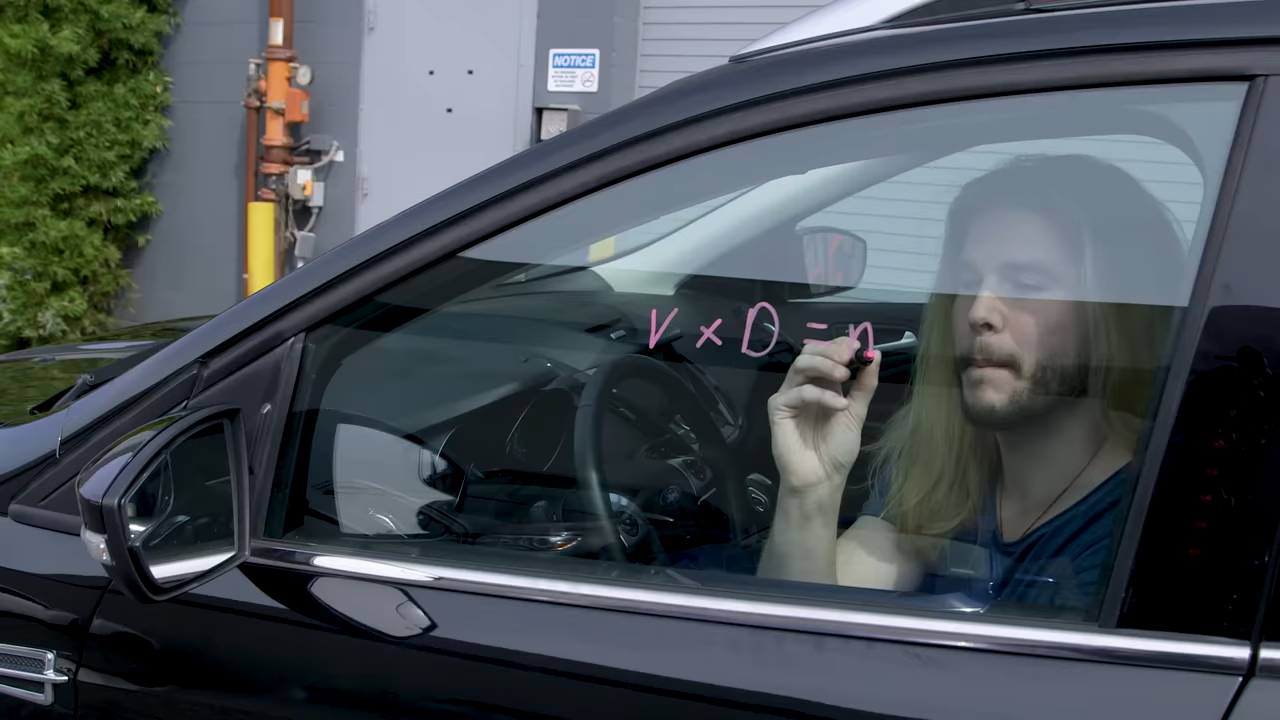 NOTICE
V × D = n